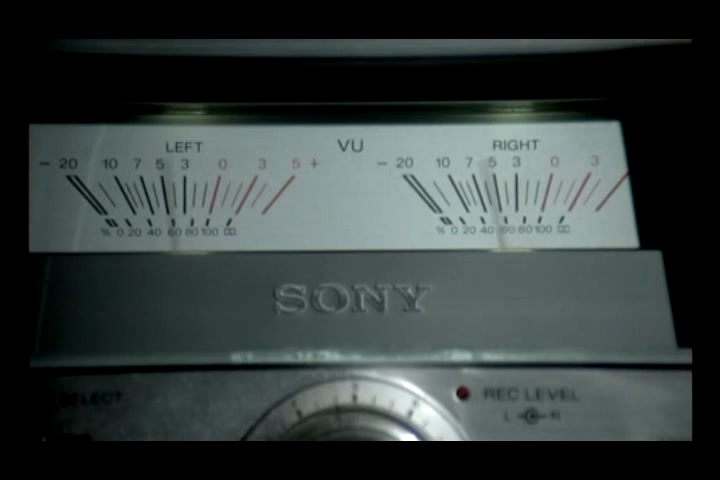 LEFT VU RIGHT
- 20 10 7 5 3 0 3 5 + - 20 10 7 5 3 0 3
% 0 20 40 60 80 100 % 0 20 40 60 80 100
SONY
SELECT REC LEVEL
L R